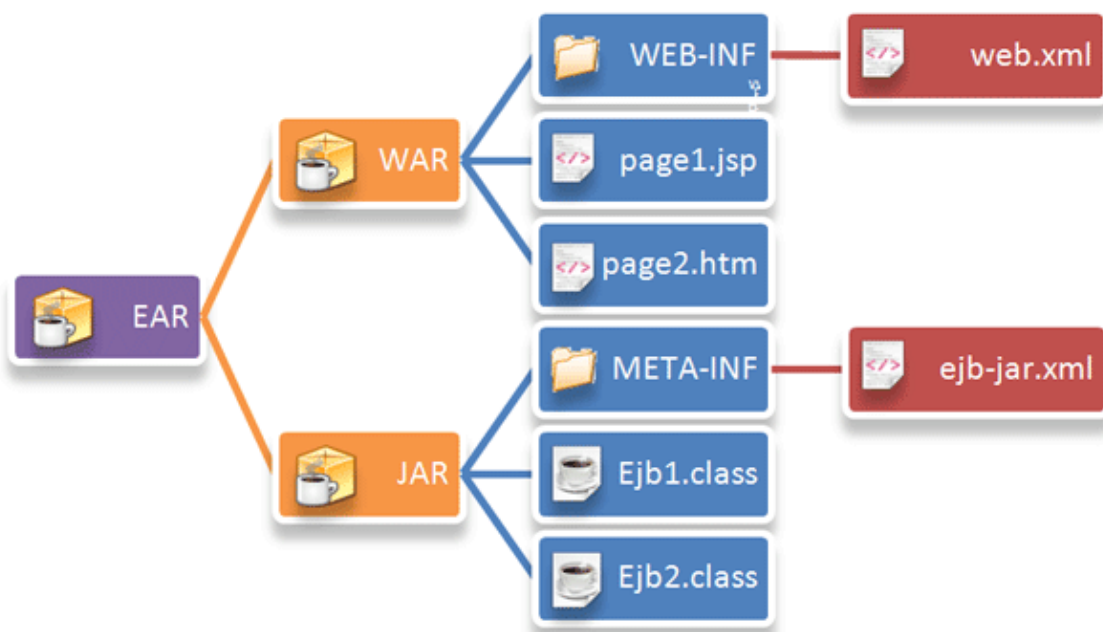 WEB-INF
web.xml
WAR
page1.jsp
page2.htm
EAR
META-INF
ejb-jar.xml
JAR
Ejb1.class
Ejb2.class